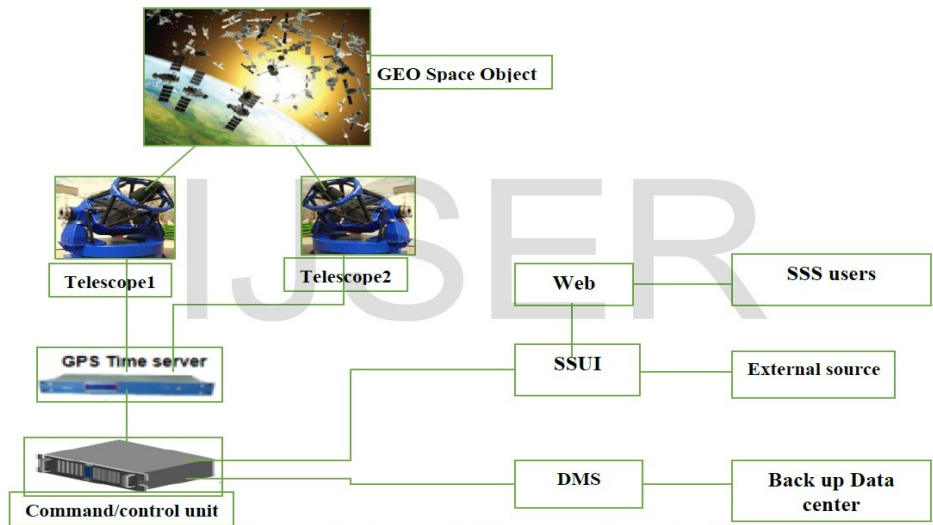 GEO Space Object
IJSER
Telescope1
Telescope2
Web
SSS users
GPS Time server
SSUI
External source
DMS
Back up Data
center
Command/control unit